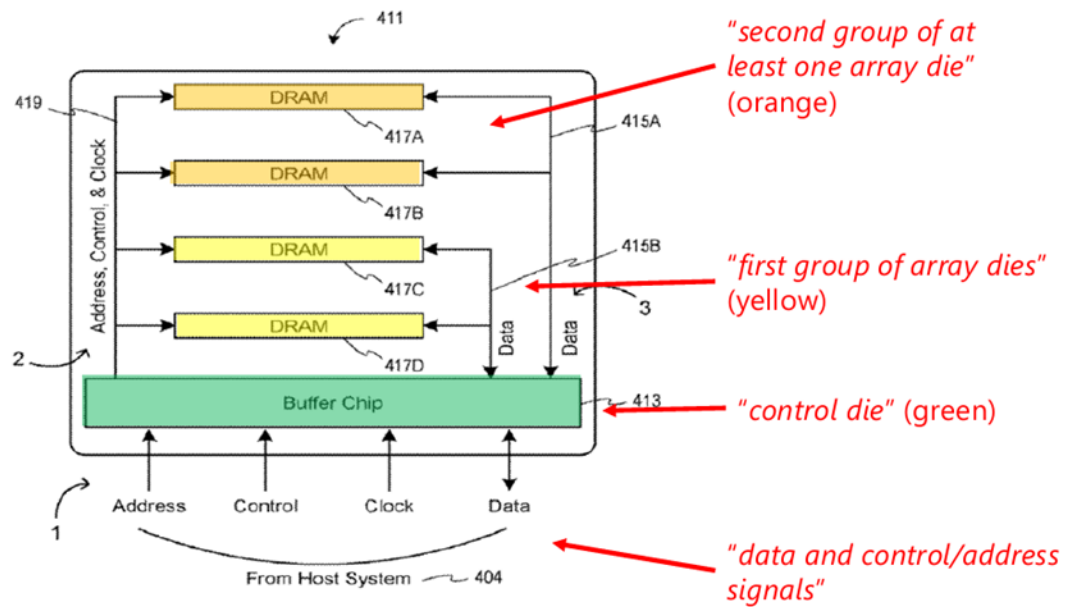 411
"second group of at
least one array die"
(orange)
419
DRAM
417A
415A
DRAM
417B
Address, Control, & Clock
DRAM
417C
415B
"first group of array dies"
(yellow)
3
DRAM
417D
Data
Data
2
Buffer Chip
413
"control die" (green)
1
Address
Control
Clock
Data
From Host System
404
"data and control/address
signals"